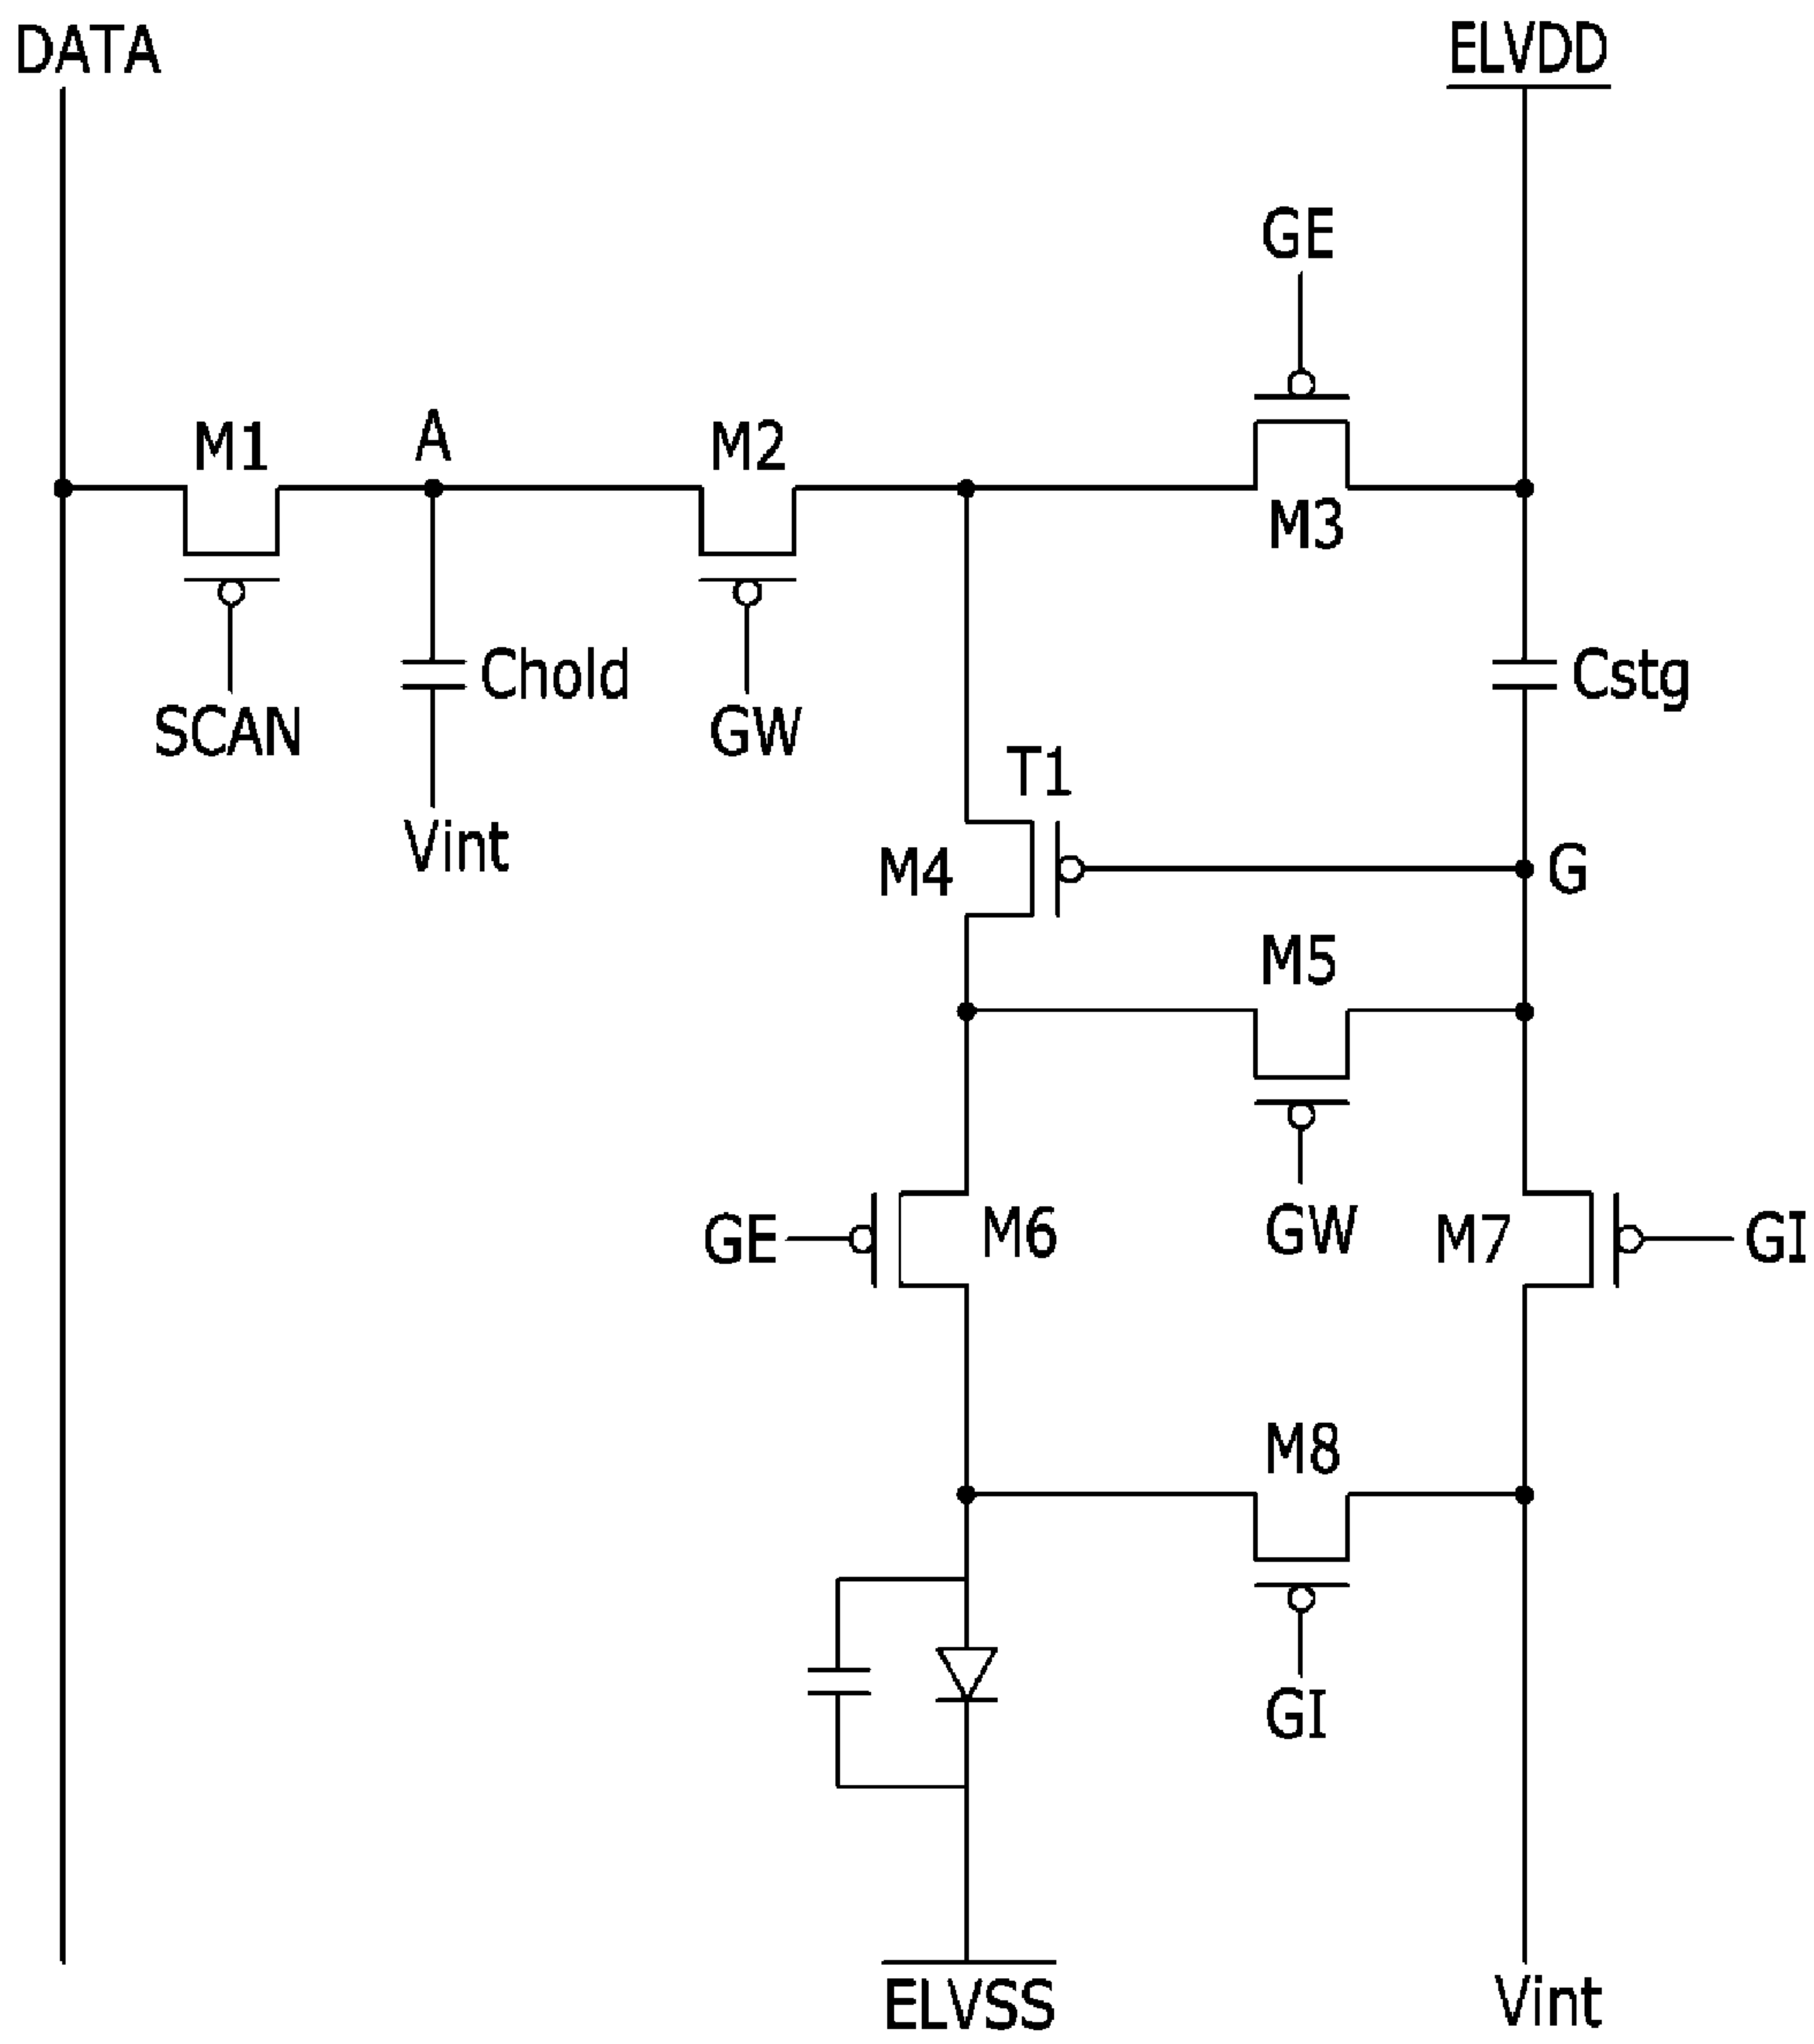 DATA
ELVDD
GE
M1
A
M2
M3
SCAN
Chold
GW
Cstg
Vint
T1
M4
G
M5
GE
M6
GW
M7
GI
M8
GI
ELVSS
Vint